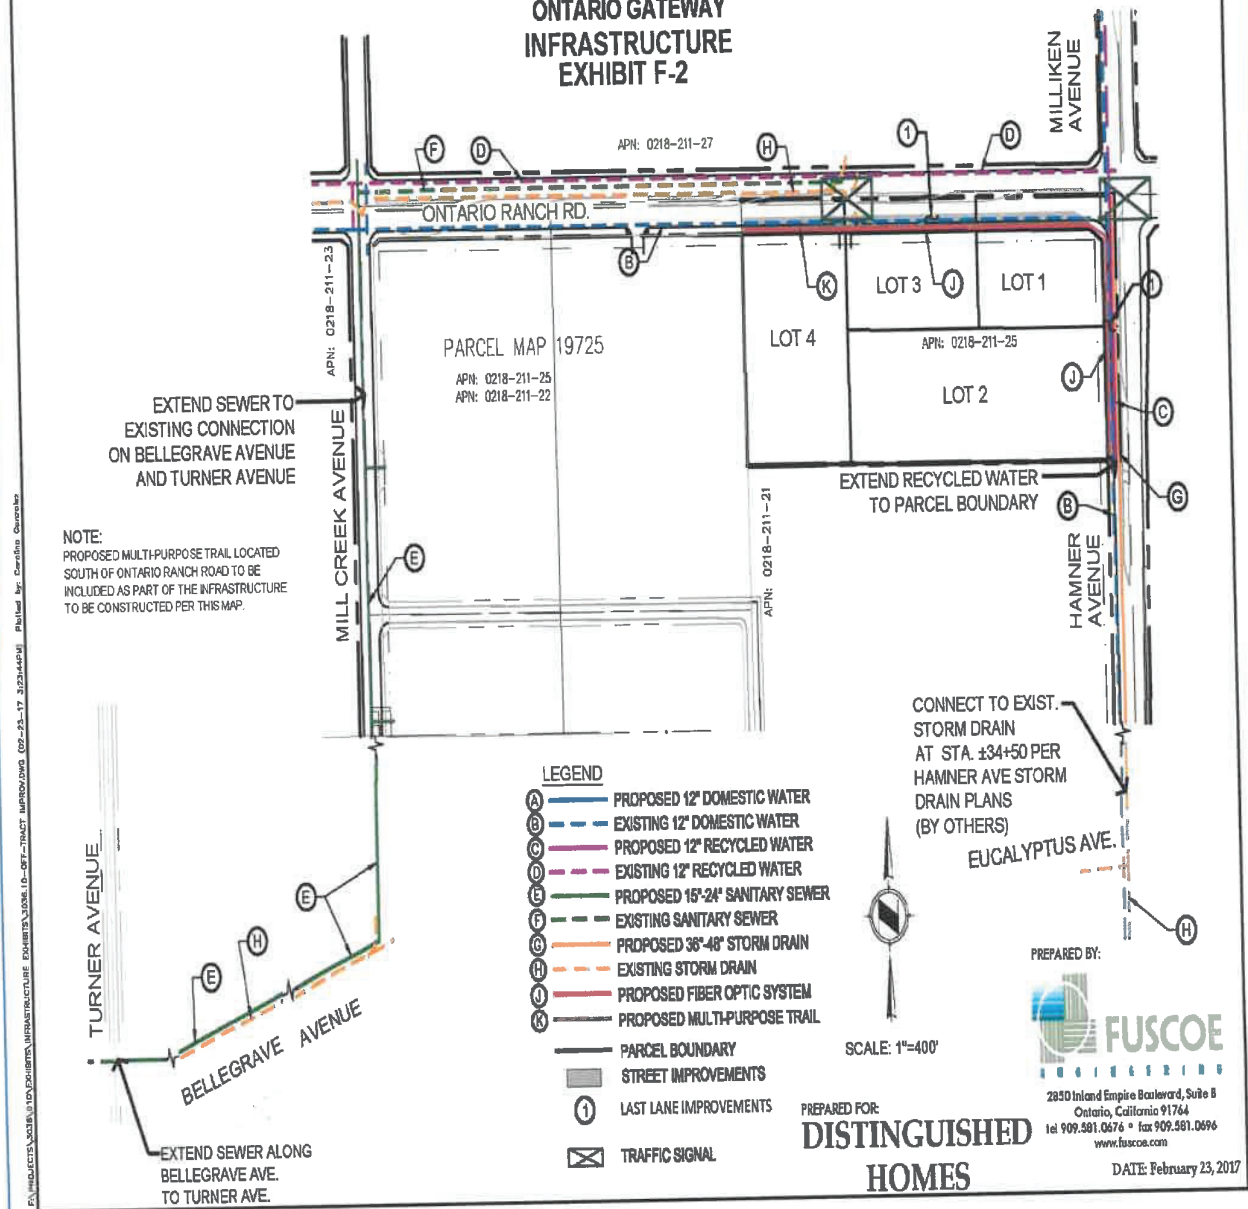 ONTARIO GATEWAY
INFRASTRUCTURE
EXHIBIT F-2
MILLIKEN
AVENUE
APN: 0218-211-27
F
D
H
1
D
ONTARIO RANCH RD.
B
K
J
1
APN: 0218-211-23
LOT 3
LOT 1
LOT 4
APN: 0218-211-25
LOT 2
J
C
G
B
PARCEL MAP 19725
APN: 0218-211-25
APN: 0218-211-22
EXTEND SEWER TO
EXISTING CONNECTION
ON BELLEGRAVE AVENUE
AND TURNER AVENUE
MILL CREEK AVENUE
EXTEND RECYCLED WATER
TO PARCEL BOUNDARY
APN: 0218-211-21
HAMNER
AVENUE
NOTE:
PROPOSED MULTI-PURPOSE TRAIL LOCATED
SOUTH OF ONTARIO RANCH ROAD TO BE
INCLUDED AS PART OF THE INFRASTRUCTURE
TO BE CONSTRUCTED PER THIS MAP.
E
CONNECT TO EXIST.
STORM DRAIN
AT STA. ±34+50 PER
HAMNER AVE STORM
DRAIN PLANS
(BY OTHERS)
EUCALYPTUS AVE.
H
TURNER AVENUE
E
H
E
BELLEGRAVE AVENUE
EXTEND SEWER ALONG
BELLEGRAVE AVE.
TO TURNER AVE.
LEGEND
A PROPOSED 12" DOMESTIC WATER
B EXISTING 12" DOMESTIC WATER
C PROPOSED 12" RECYCLED WATER
D EXISTING 12" RECYCLED WATER
E PROPOSED 15"-24" SANITARY SEWER
F EXISTING SANITARY SEWER
G PROPOSED 36"-48" STORM DRAIN
H EXISTING STORM DRAIN
J PROPOSED FIBER OPTIC SYSTEM
K PROPOSED MULTI-PURPOSE TRAIL
PARCEL BOUNDARY
STREET IMPROVEMENTS
1 LAST LANE IMPROVEMENTS
TRAFFIC SIGNAL
SCALE: 1"=400'
PREPARED FOR:
DISTINGUISHED
HOMES
PREPARED BY:
FUSCOE
ENGINEERING
2850 Inland Empire Boulevard, Suite B
Ontario, California 91764
tel 909.581.0676 ° fax 909.581.0696
www.fuscoe.com
DATE: February 23, 2017